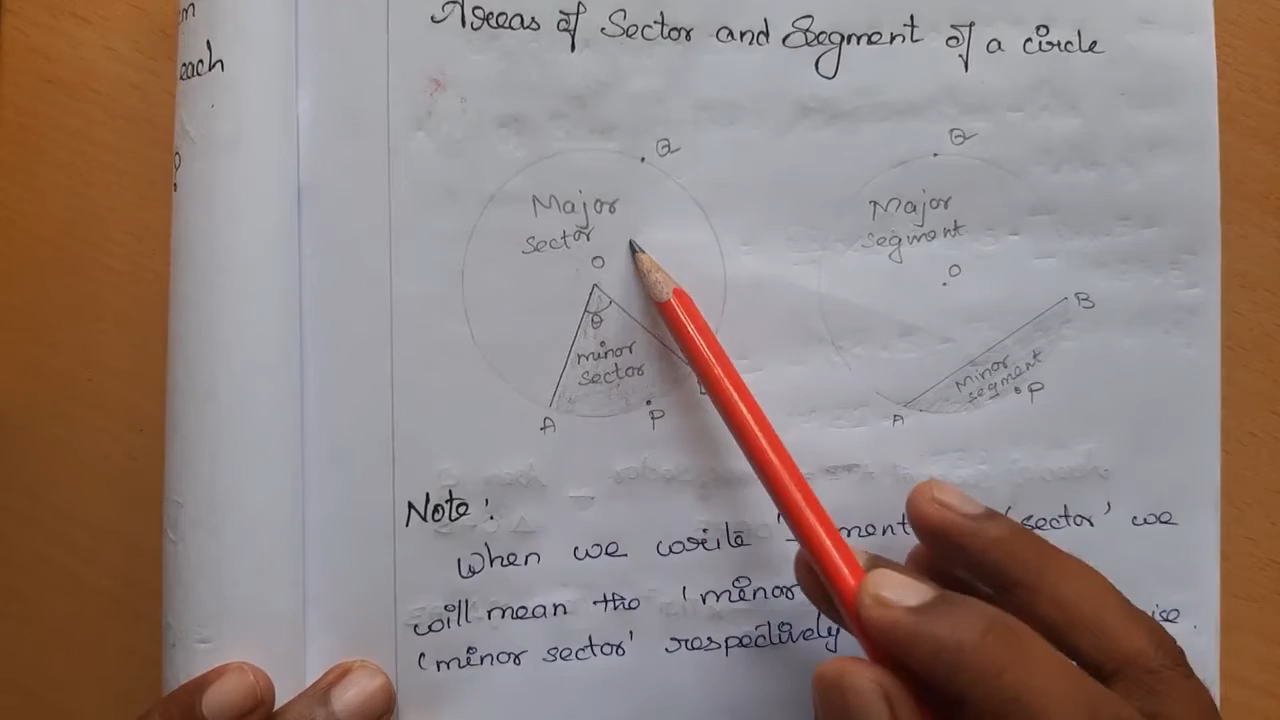 m
each
?
Areas of Sector and Segment of a circle
Q
Major
sector
O
θ
minor
sector
A
P
Q
Major
segment
O
B
Minor
segment
P
A
Note:
When we write 'sector' we
will mean the 'minor
'minor sector' respectively